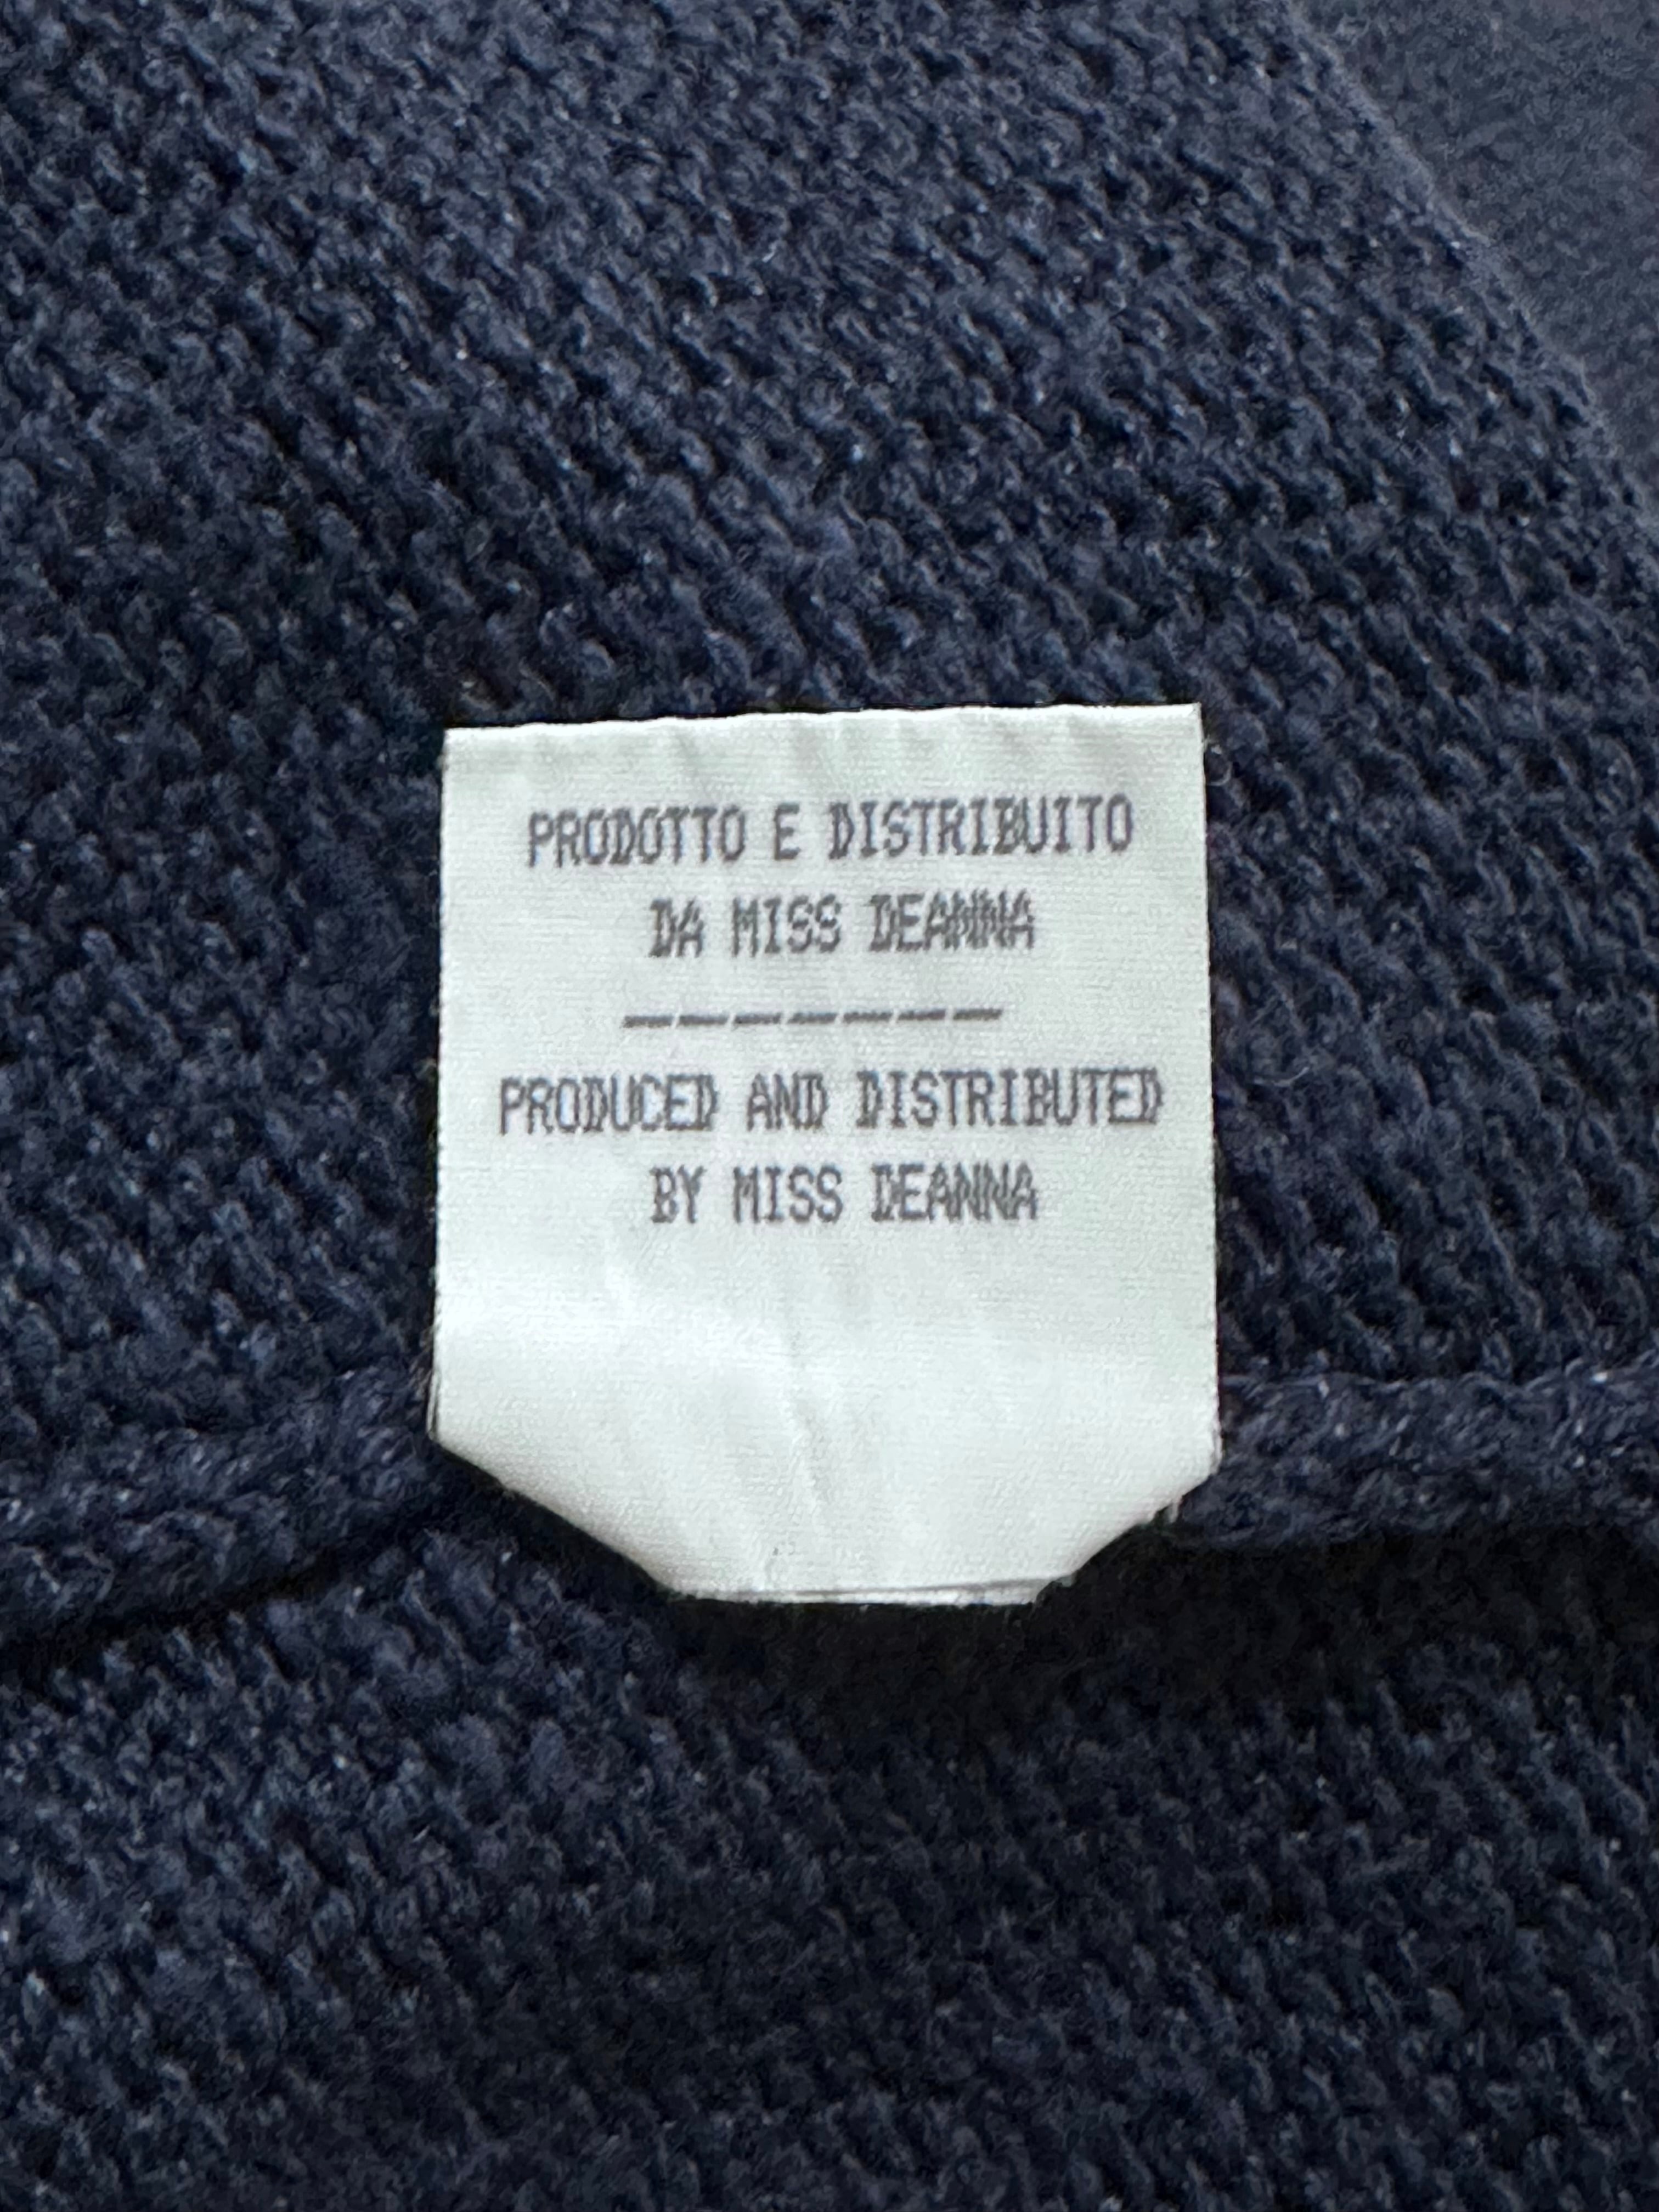 PRODOTTO E DISTRIBUITO
DA MISS DEANNA
———————
PRODUCED AND DISTRIBUTED
BY MISS DEANNA